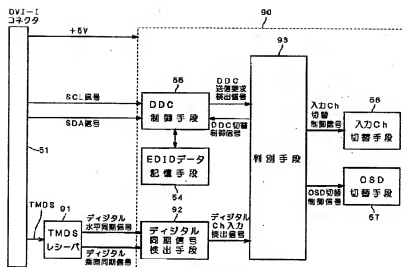 DVI-I
コネクタ
90
+5V
93
55
SCL信号
SDA信号
DDC
制御手段
DDC
送信要求
検出信号
DDC切替
制御信号
入力Ch
切替
制御信号
56
入力Ch
切替手段
判別手段
EDIDデータ
記憶手段
54
51
OSD
切替手段
OSD切替
制御信号
57
TMDS
91
TMDS
レシーバ
ディジタル
水平同期信号
ディジタル
垂直同期信号
92
ディジタル
同期信号
検出手段
ディジタル
Ch入力
検出信号